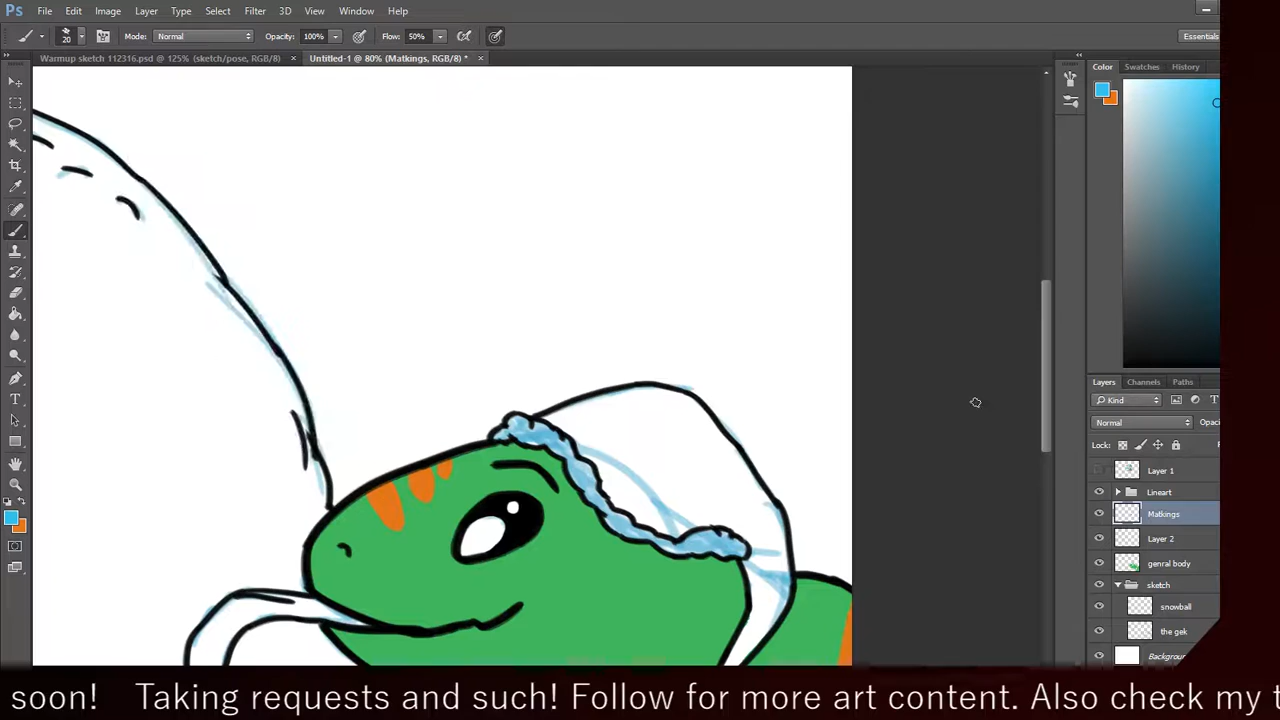 Ps File Edit Image Layer Type Select Filter 3D View Window Help
20 Mode: Normal Opacity: 100% Flow: 50% Essentials
Warmup sketch 112316.psd @ 125% (sketch/pose, RGB/8) × Untitled-1 @ 80% (Matkings, RGB/8) * ×
Color Swatches History
Layers Channels Paths
Kind
Normal Opac
Lock:
Layer 1
Lineart
Matkings
Layer 2
genral body
sketch
snowball
the gek
Backgroun
soon! Taking requests and such! Follow for more art content. Also check my t